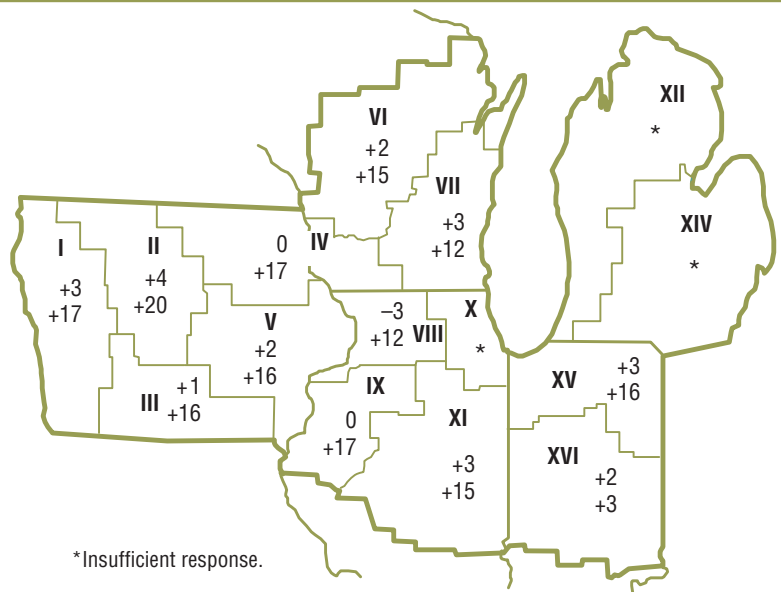 XII
*
VI
+2
+15
VII
+3
+12
XIV
*
I
+3
+17
II
+4
+20
0
+17
IV
V
+2
+16
–3
+12
VIII
X
*
III
+1
+16
IX
0
+17
XI
+3
+15
XV
+3
+16
XVI
+2
+3
*Insufficient response.